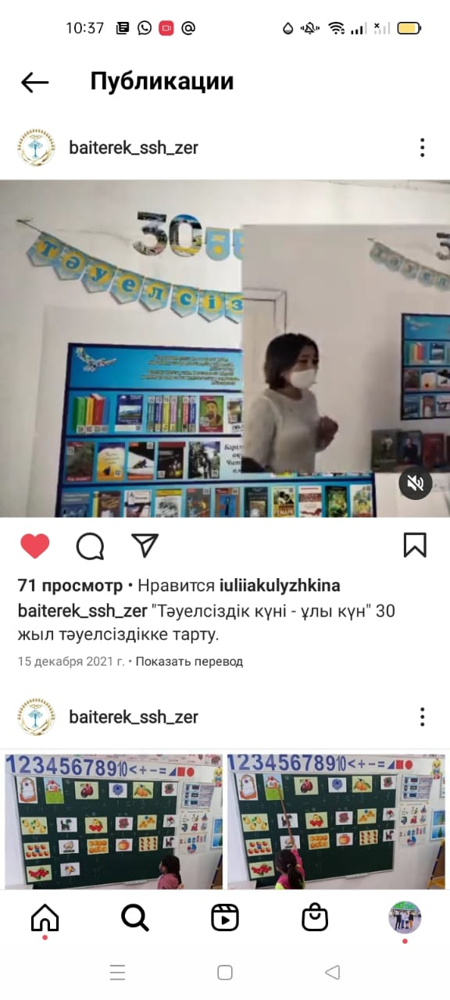 10:37
Публикации
baiterek_ssh_zer
30
тәуелсіз
71 просмотр • Нравится iuliiakulyzhkina
baiterek_ssh_zer "Тәуелсіздік күні - ұлы күн" 30
жыл тәуелсіздікке тарту.
15 декабря 2021 г. • Показать перевод
baiterek_ssh_zer
12345678910<+-=
12345678910<+-=